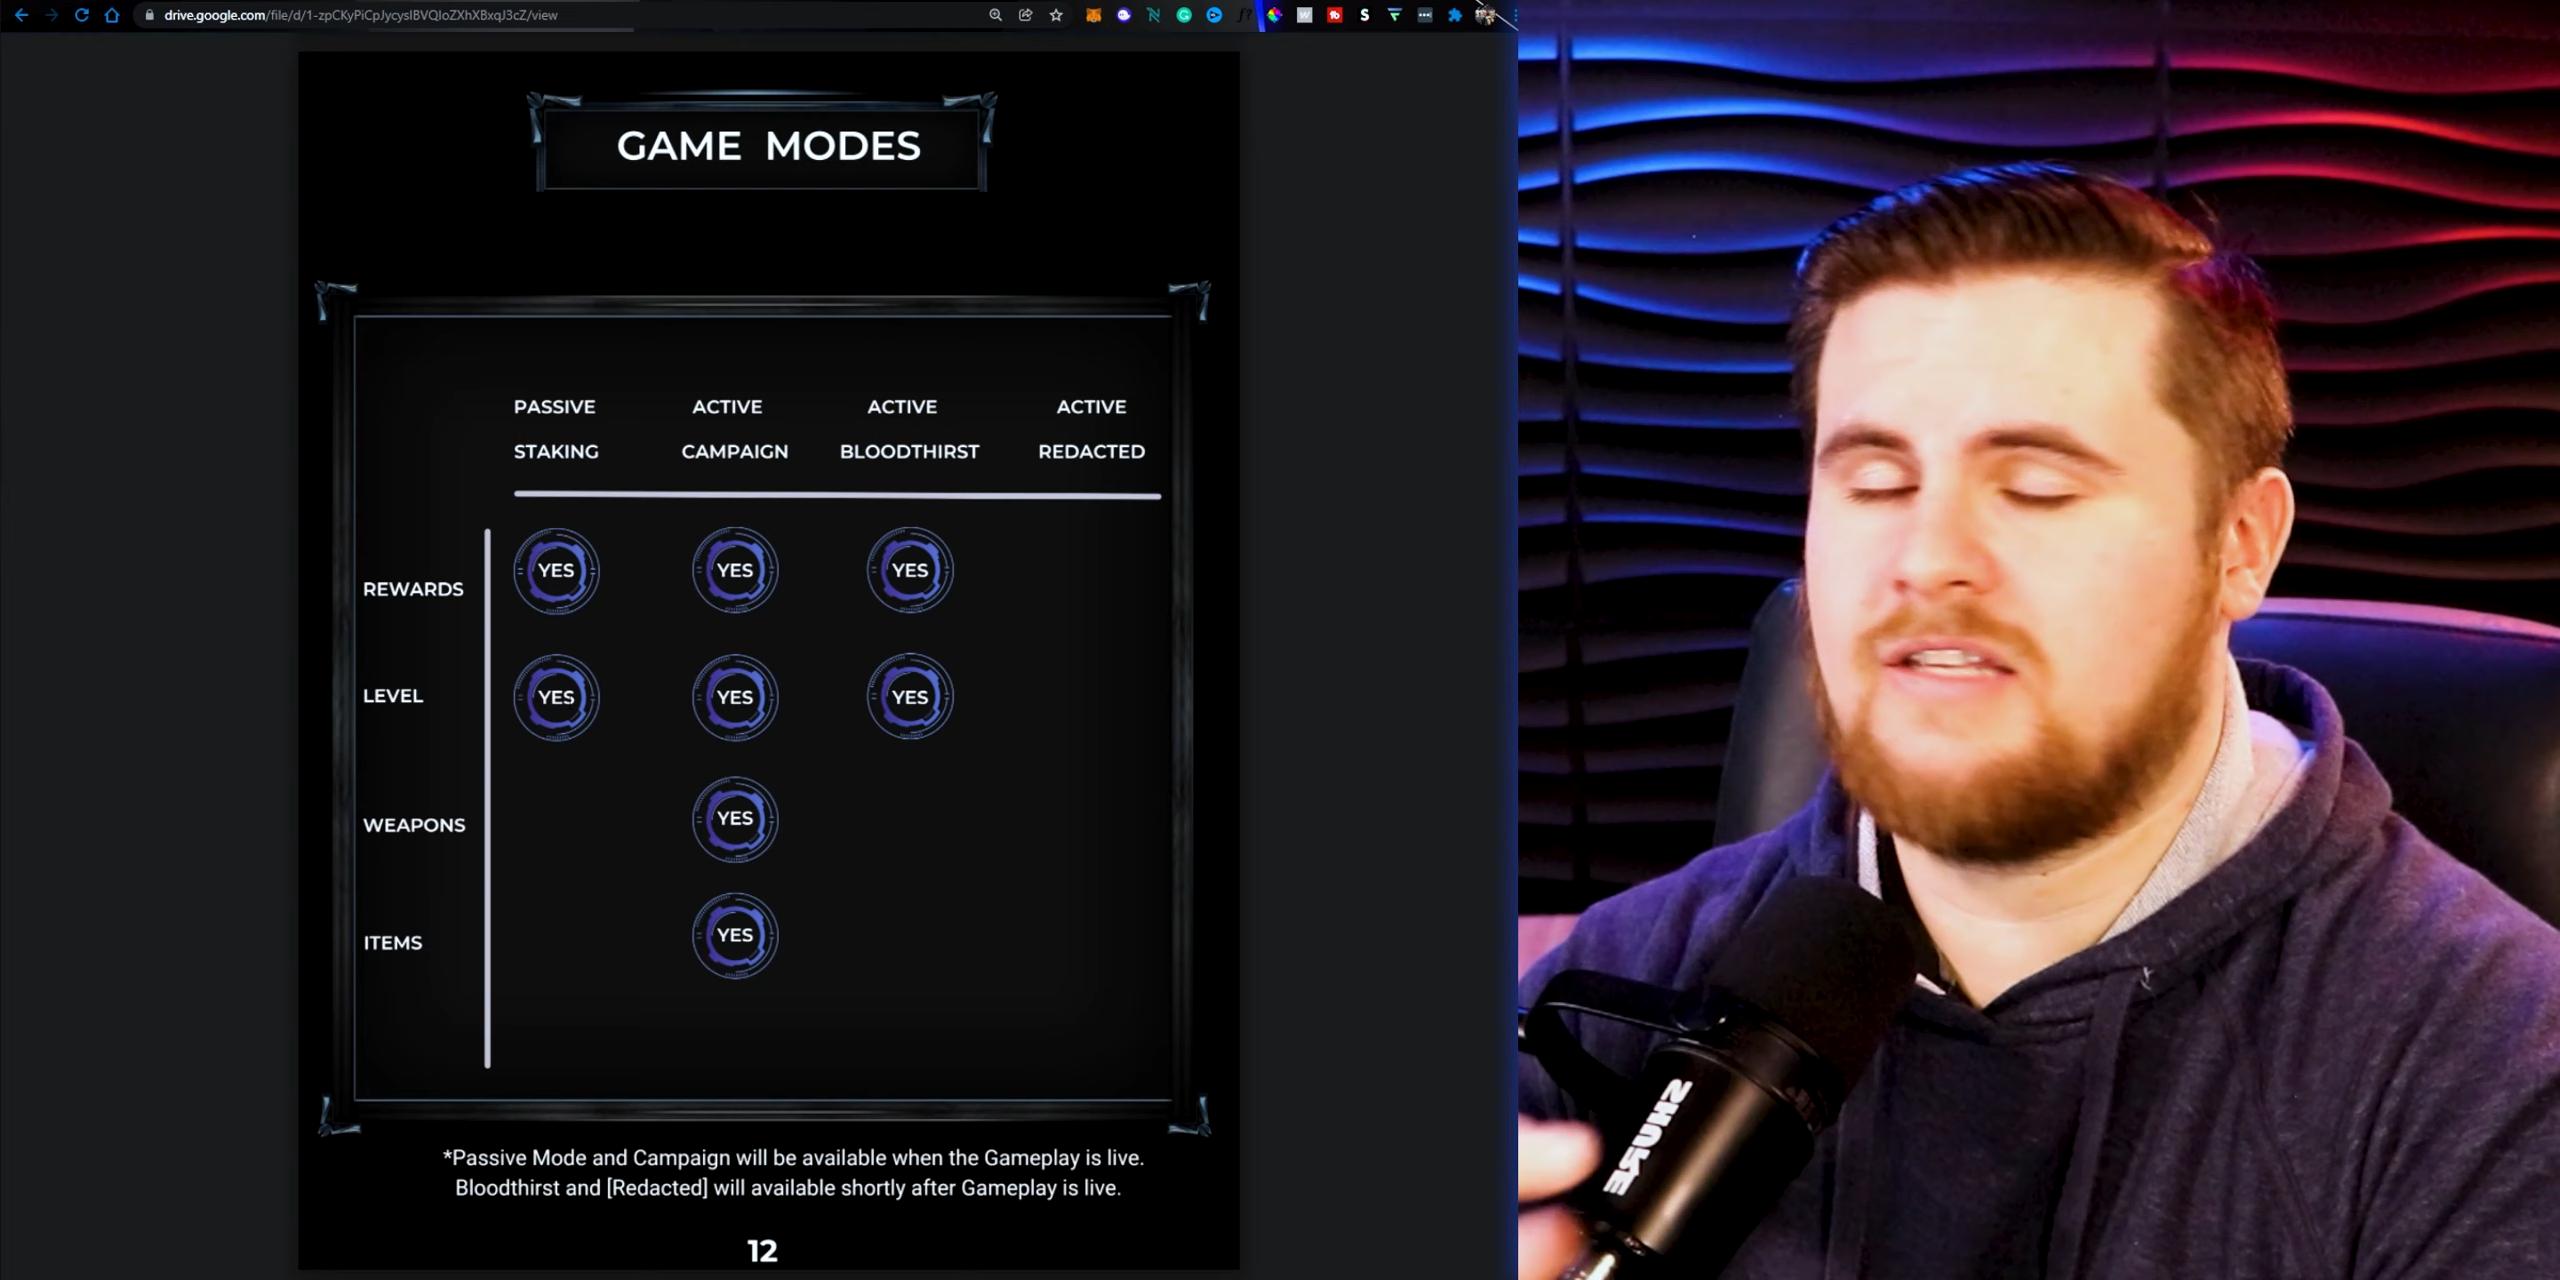 drive.google.com/file/d/1-zpCKyPiCpJycyslBVQIoZXhXBxqJ3cZ/view
GAME MODES
PASSIVE ACTIVE ACTIVE ACTIVE
STAKING CAMPAIGN BLOODTHIRST REDACTED
REWARDS YES YES YES
LEVEL YES YES YES
WEAPONS YES
ITEMS YES
*Passive Mode and Campaign will be available when the Gameplay is live.
Bloodthirst and [Redacted] will available shortly after Gameplay is live.
12
SHURE